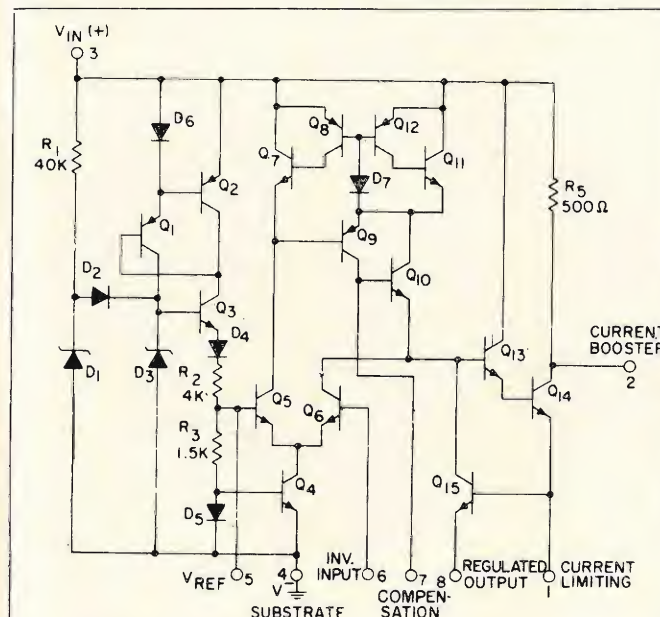 V_IN (+)
3
D6
Q8
Q12
R1
40K
Q2
Q7
Q11
R5
500Ω
D7
Q1
Q9
D2
Q3
Q10
CURRENT
BOOSTER
D4
Q13
2
D1
D3
R2
4K
Q5
Q6
Q14
R3
1.5K
Q15
D5
Q4
V_REF
5
4
V-
SUBSTRATE
INV.
INPUT
6
7
COMPEN-
SATION
8
REGULATED
OUTPUT
CURRENT
LIMITING
1